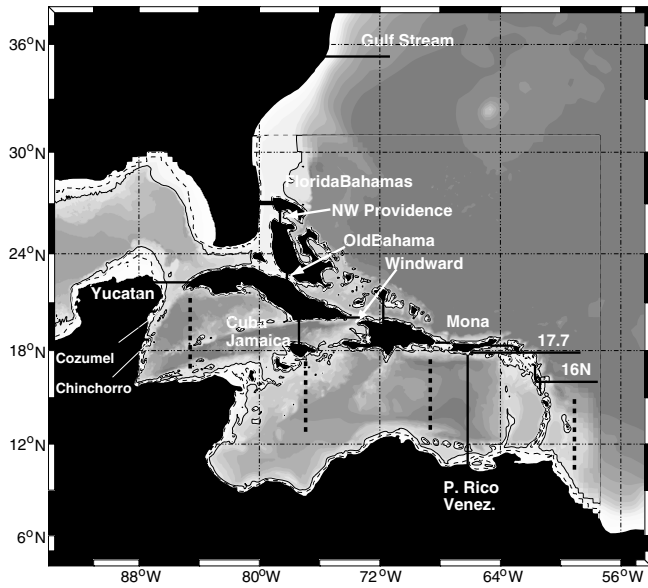 36°N
Gulf Stream
30°N
FloridaBahamas
NW Providence
24°N
OldBahama
Windward
Yucatan
Cuba
Jamaica
Mona
17.7
Cozumel
18°N
16N
Chinchorro
12°N
P. Rico
Venez.
6°N
88°W
80°W
72°W
64°W
56°W